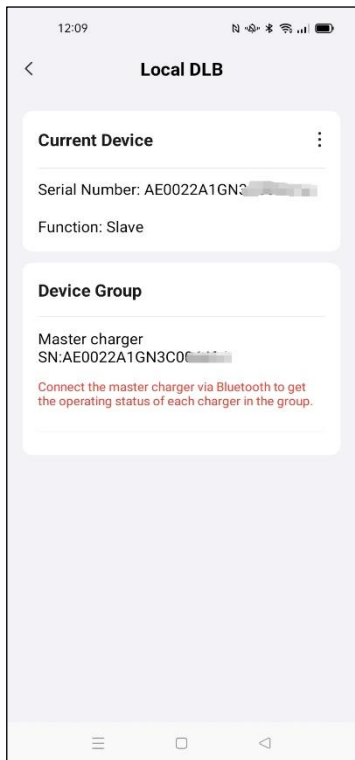 12:09
Local DLB
Current Device
Serial Number: AE0022A1GN3
Function: Slave
Device Group
Master charger
SN:AE0022A1GN3C00
Connect the master charger via Bluetooth to get
the operating status of each charger in the group.